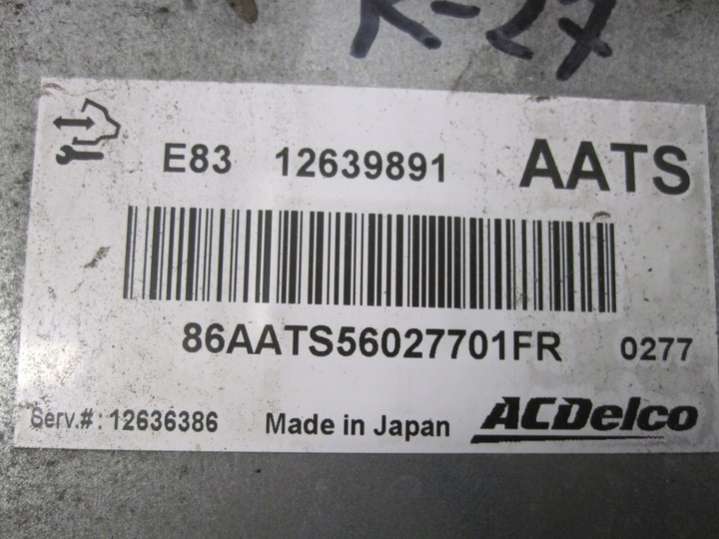 K-27
E83 12639891 AATS
86AATS56027701FR 0277
Serv.#: 12636386 Made in Japan ACDelco